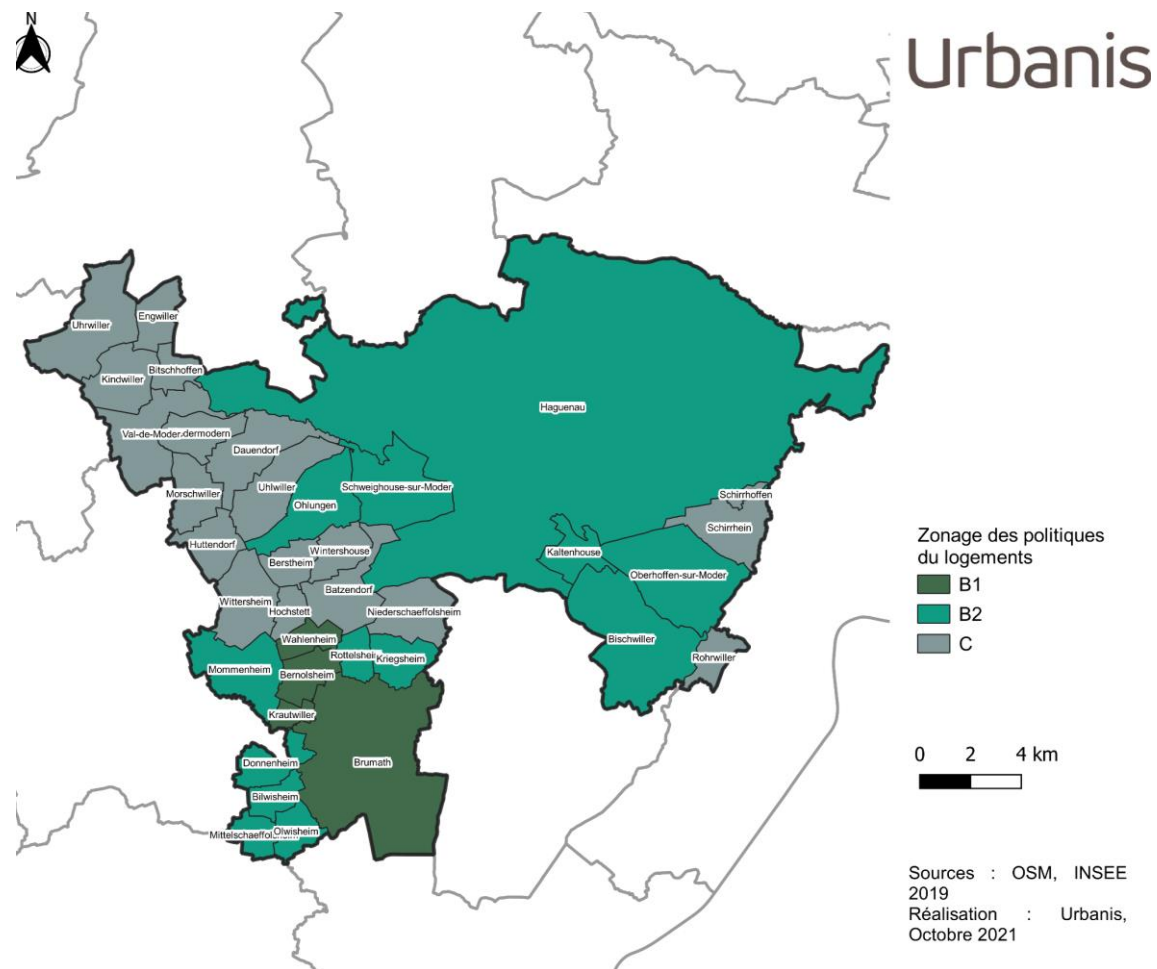 N
Urbanis
Engwiller
Uhrwiller
Bitschhoffen
Kindwiller
Haguenau
Val-de-Moder
dermodern
Dauendorf
Uhlwiller
Schweighouse-sur-Moder
Morschwiller
Ohlungen
Schirrhoffen
Schirrhein
Huttendorf
Wintershouse
Berstheim
Kaltenhouse
Oberhoffen-sur-Moder
Batzendorf
Wittersheim
Hochstett
Niederschaeffolsheim
Wahlenheim
Bischwiller
Rottelsheim
Kriegsheim
Rohrwiller
Mommenheim
Bernolsheim
Krautwiller
Brumath
Donnenheim
Bilwisheim
Mittelschaeffolsheim
Olwisheim
Zonage des politiques
du logements
B1
B2
C
0 2 4 km
Sources : OSM, INSEE
2019
Réalisation : Urbanis,
Octobre 2021